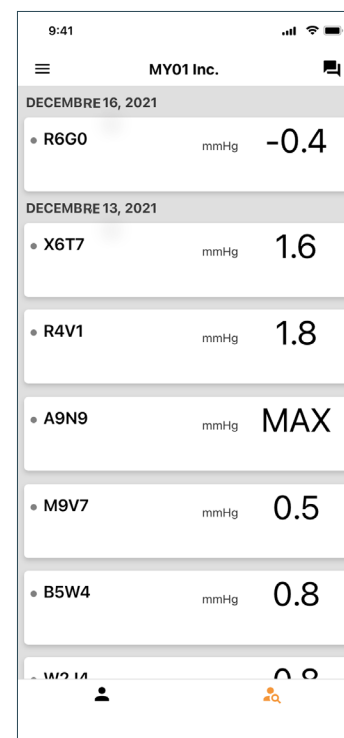 9:41
MY01 Inc.
DECEMBRE 16, 2021
R6G0 mmHg -0.4
DECEMBRE 13, 2021
X6T7 mmHg 1.6
R4V1 mmHg 1.8
A9N9 mmHg MAX
M9V7 mmHg 0.5
B5W4 mmHg 0.8